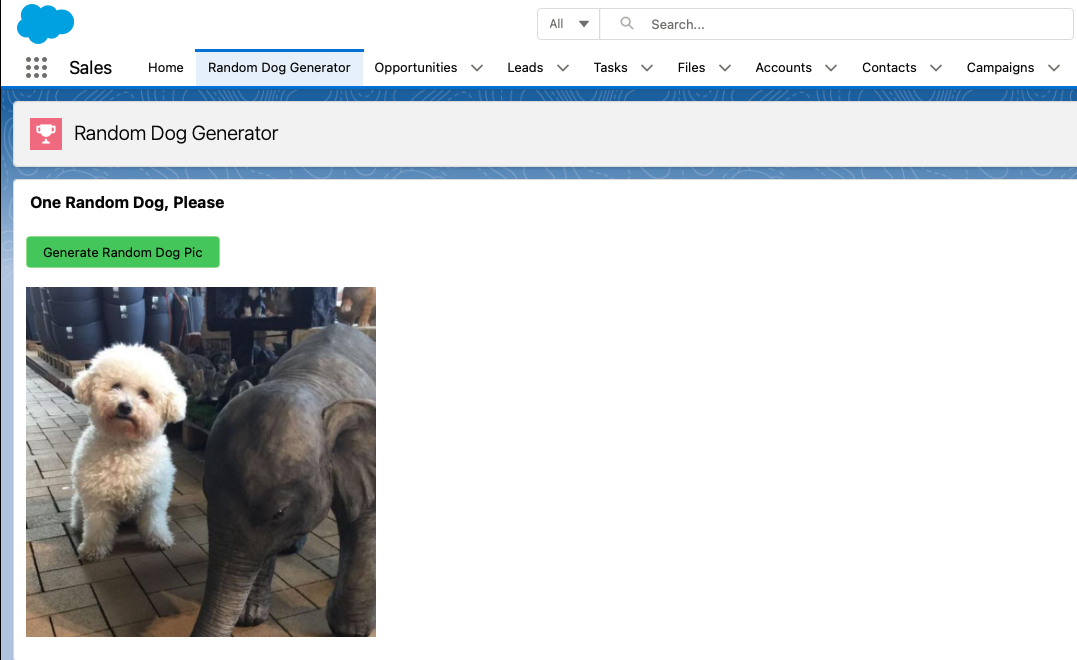 All Search...
Sales Home Random Dog Generator Opportunities Leads Tasks Files Accounts Contacts Campaigns
Random Dog Generator
One Random Dog, Please
Generate Random Dog Pic